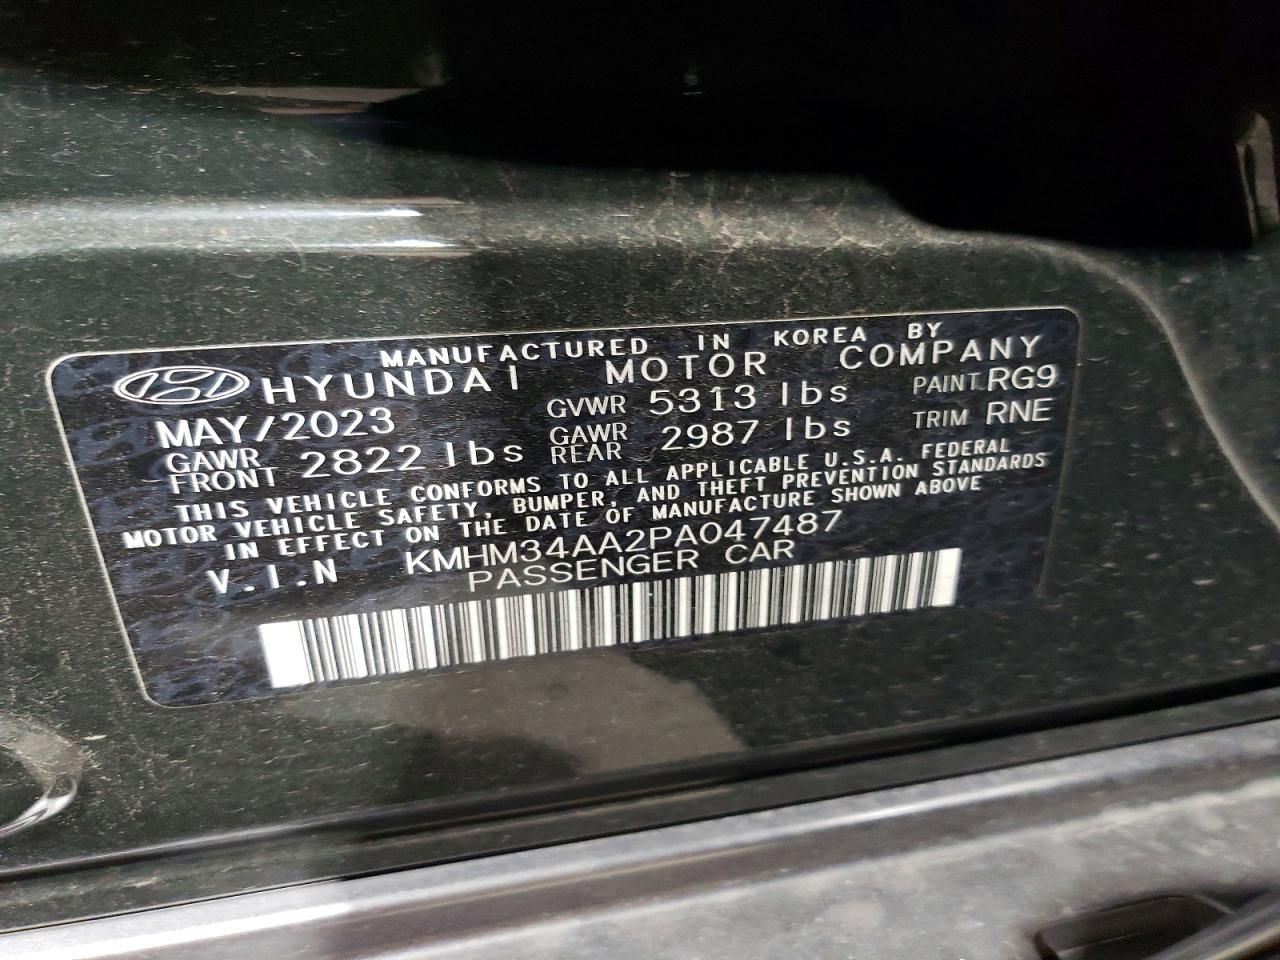 MANUFACTURED IN KOREA BY
HYUNDAI MOTOR COMPANY
MAY/2023 GVWR 5313 lbs PAINT RG9
GAWR FRONT 2822 lbs GAWR REAR 2987 lbs TRIM RNE
THIS VEHICLE CONFORMS TO ALL APPLICABLE U.S.A. FEDERAL
MOTOR VEHICLE SAFETY, BUMPER, AND THEFT PREVENTION STANDARDS
IN EFFECT ON THE DATE OF MANUFACTURE SHOWN ABOVE
V.I.N KMHM34AA2PA047487
PASSENGER CAR